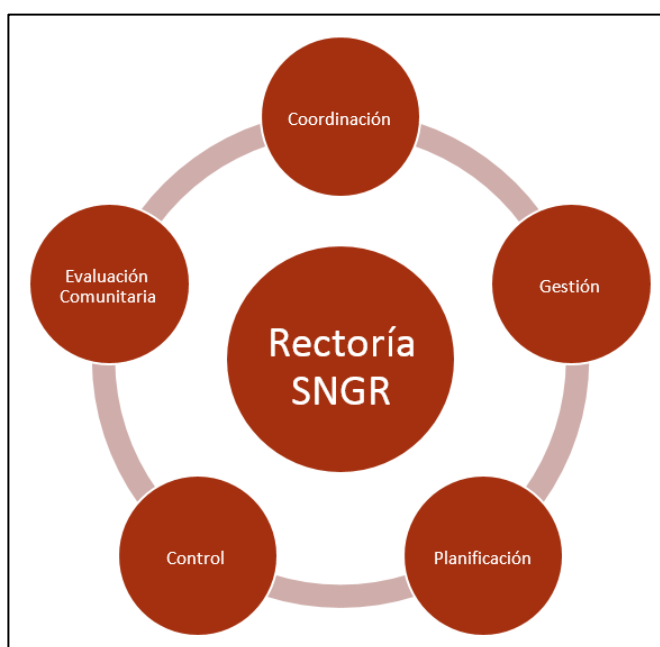 Coordinación
Gestión
Planificación
Control
Evaluación
Comunitaria
Rectoría
SNGR